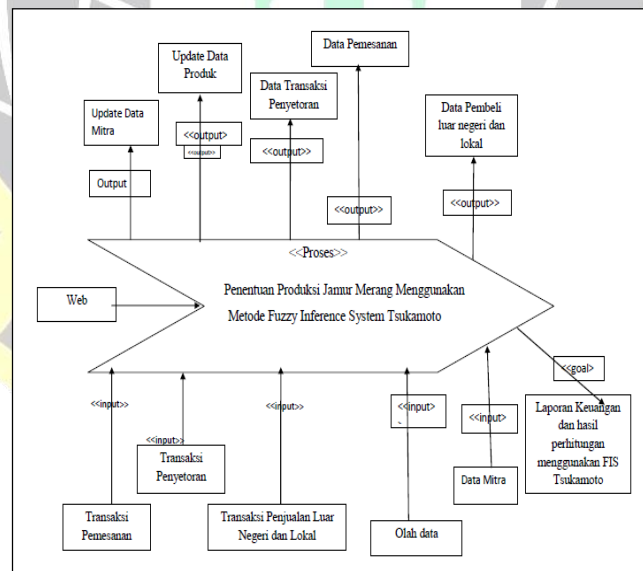 Data Pemesanan
Update Data
Produk
Data Transaksi
Penyetoran
Update Data
Mitra
Data Pembeli
luar negeri dan
lokal
<<output>
<<output>>
<<output>>
Output
<<output>>
<<output>>
<<Proses>>
Penentuan Produksi Jamur Merang Menggunakan
Metode Fuzzy Inference System Tsukamoto
Web
<<goal>
<<input>>
<<input>>
<<input>
<<input>
<<input>>
Laporan Keuangan
dan hasil
perhitungan
menggunakan FIS
Tsukamoto
Transaksi
Penyetoran
Data Mitra
Transaksi
Pemesanan
Transaksi Penjualan Luar
Negeri dan Lokal
Olah data